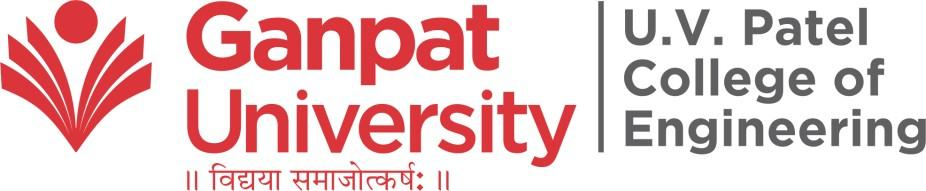 Ganpat
University
॥ विद्यया समाजोत्कर्षः ॥
U.V. Patel
College of
Engineering